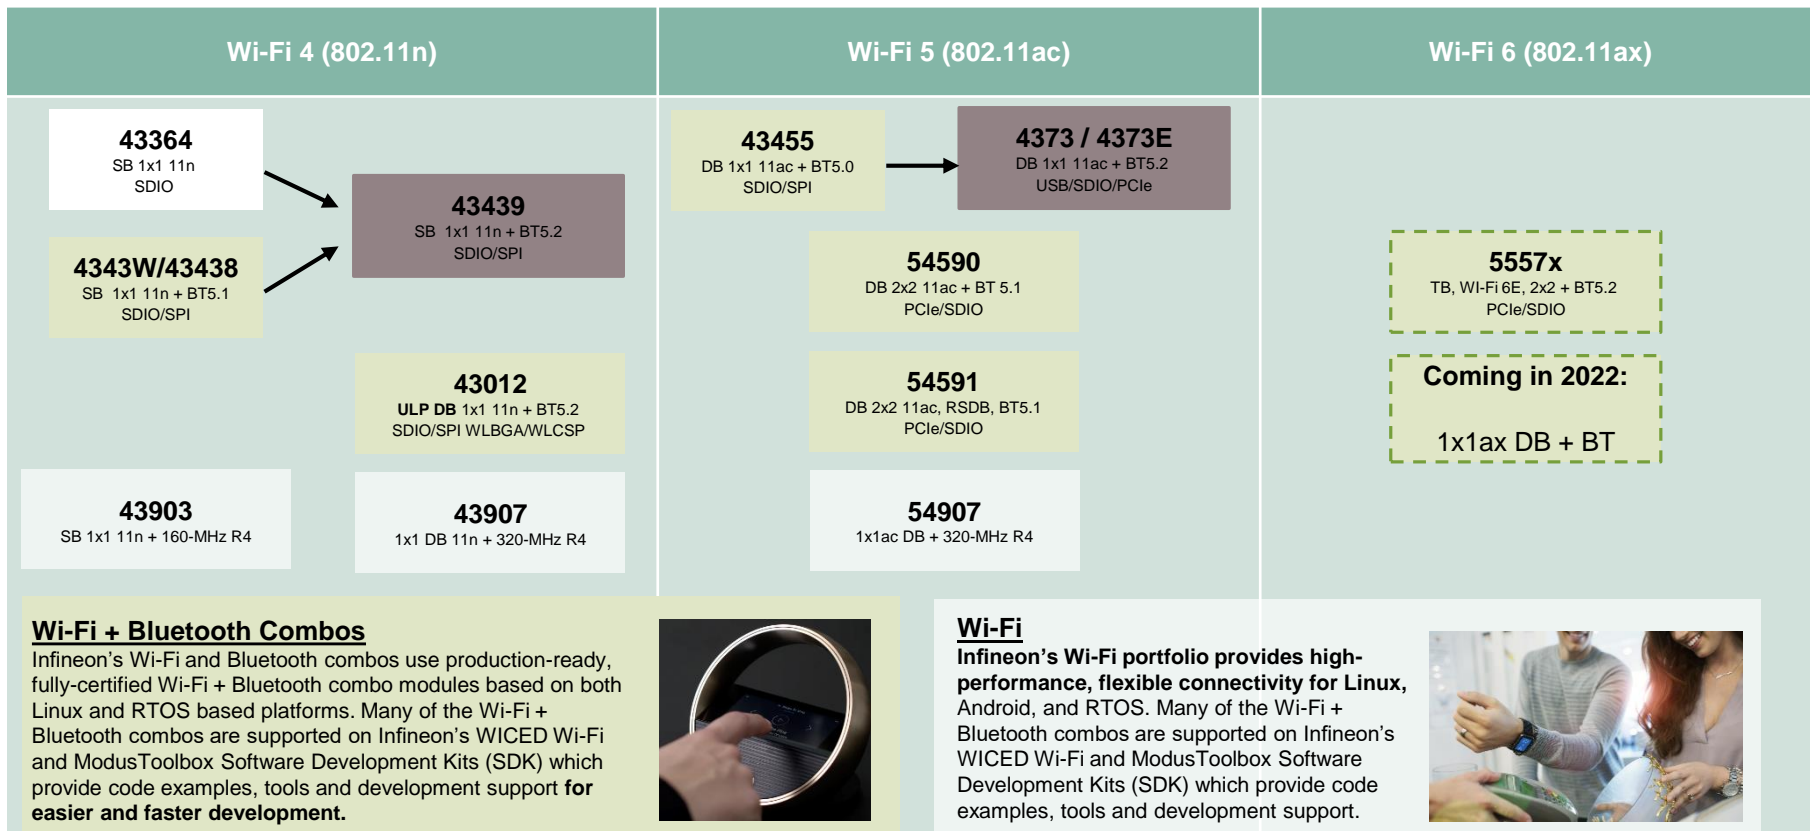 Wi-Fi 4 (802.11n)
Wi-Fi 5 (802.11ac)
Wi-Fi 6 (802.11ax)
43364
SB 1x1 11n
SDIO
4343W/43438
SB 1x1 11n + BT5.1
SDIO/SPI
43439
SB 1x1 11n + BT5.2
SDIO/SPI
43012
ULP DB 1x1 11n + BT5.2
SDIO/SPI WLBGA/WLCSP
43903
SB 1x1 11n + 160-MHz R4
43907
1x1 DB 11n + 320-MHz R4
43455
DB 1x1 11ac + BT5.0
SDIO/SPI
4373 / 4373E
DB 1x1 11ac + BT5.2
USB/SDIO/PCIe
54590
DB 2x2 11ac + BT 5.1
PCIe/SDIO
54591
DB 2x2 11ac, RSDB, BT5.1
PCIe/SDIO
54907
1x1ac DB + 320-MHz R4
5557x
TB, WI-Fi 6E, 2x2 + BT5.2
PCIe/SDIO
Coming in 2022:
1x1ax DB + BT
Wi-Fi + Bluetooth Combos
Infineon's Wi-Fi and Bluetooth combos use production-ready,
fully-certified Wi-Fi + Bluetooth combo modules based on both
Linux and RTOS based platforms. Many of the Wi-Fi +
Bluetooth combos are supported on Infineon's WICED Wi-Fi
and ModusToolbox Software Development Kits (SDK) which
provide code examples, tools and development support for
easier and faster development.
Wi-Fi
Infineon's Wi-Fi portfolio provides high-
performance, flexible connectivity for Linux,
Android, and RTOS. Many of the Wi-Fi +
Bluetooth combos are supported on Infineon's
WICED Wi-Fi and ModusToolbox Software
Development Kits (SDK) which provide code
examples, tools and development support.